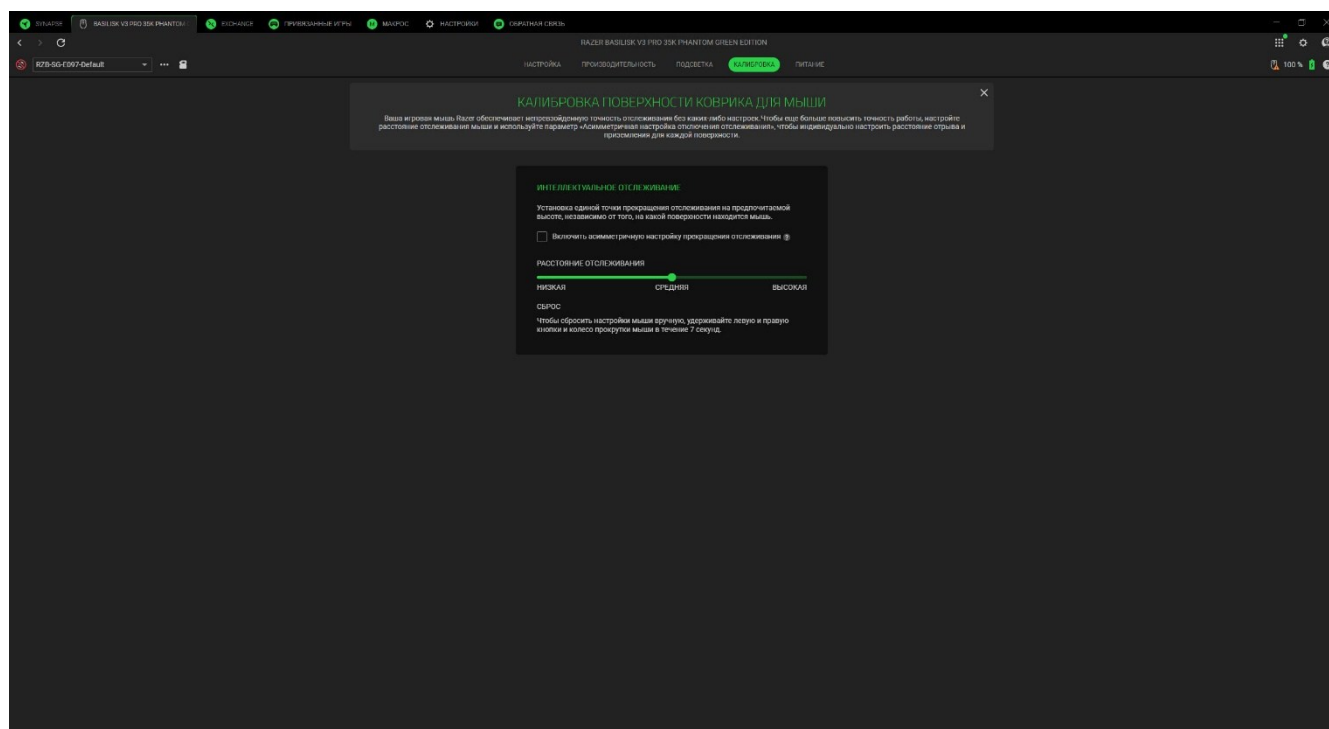 SYNAPSE BASILISK V3 PRO 35K PHANTOM EXCHANGE ПРИВЯЗАННЫЕ ИГРЫ МАКРОС НАСТРОЙКИ ОБРАТНАЯ СВЯЗЬ
RAZER BASILISK V3 PRO 35K PHANTOM GREEN EDITION
RZB-SG-E097-Default НАСТРОЙКА ПРОИЗВОДИТЕЛЬНОСТЬ ПОДСВЕТКА КАЛИБРОВКА ПИТАНИЕ 100 %
КАЛИБРОВКА ПОВЕРХНОСТИ КОВРИКА ДЛЯ МЫШИ
Ваша игровая мышь Razer обеспечивает непревзойденную точность отслеживания без каких-либо настроек. Чтобы еще больше повысить точность работы, настройте
расстояние отслеживания мыши и используйте параметр «Асимметричная настройка отключения отслеживания», чтобы индивидуально настроить расстояние отрыва и
приземления для каждой поверхности.
ИНТЕЛЛЕКТУАЛЬНОЕ ОТСЛЕЖИВАНИЕ
Установка единой точки прекращения отслеживания на предпочитаемой
высоте, независимо от того, на какой поверхности находится мышь.
Включить асимметричную настройку прекращения отслеживания ?
РАССТОЯНИЕ ОТСЛЕЖИВАНИЯ
НИЗКАЯ СРЕДНЯЯ ВЫСОКАЯ
СБРОС
Чтобы сбросить настройки мыши вручную, удерживайте левую и правую
кнопки и колесо прокрутки мыши в течение 7 секунд.